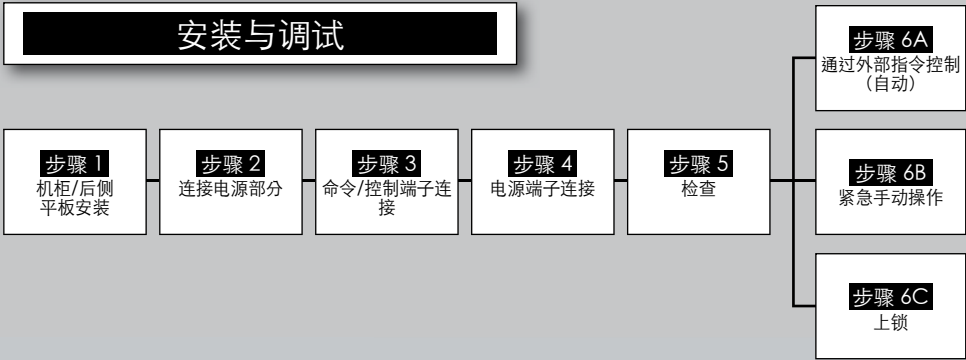 安装与调试
步骤 1
机柜/后侧
平板安装
步骤 2
连接电源部分
步骤 3
命令/控制端子连
接
步骤 4
电源端子连接
步骤 5
检查
步骤 6A
通过外部指令控制
（自动）
步骤 6B
紧急手动操作
步骤 6C
上锁